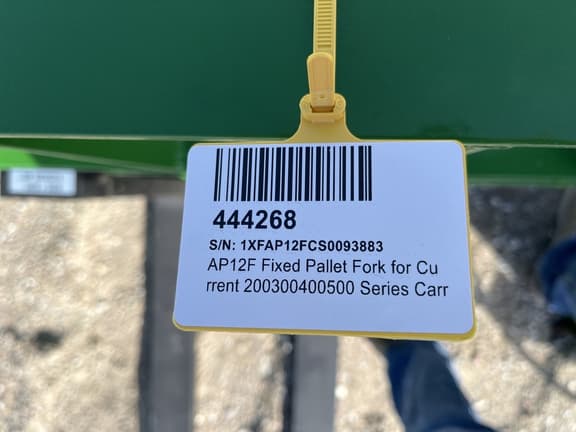 444268
S/N: 1XFAP12FCS0093883
AP12F Fixed Pallet Fork for Cu
rrent 200300400500 Series Carr